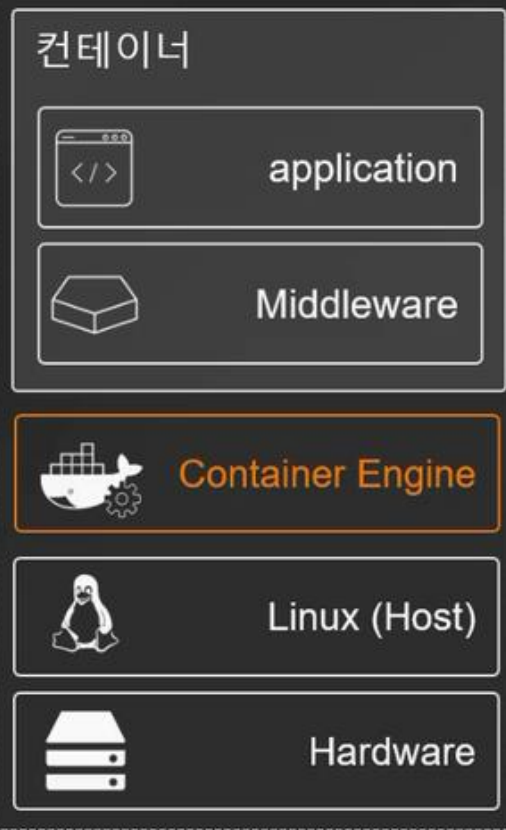 컨테이너
</>
application
Middleware
Container Engine
Linux (Host)
Hardware